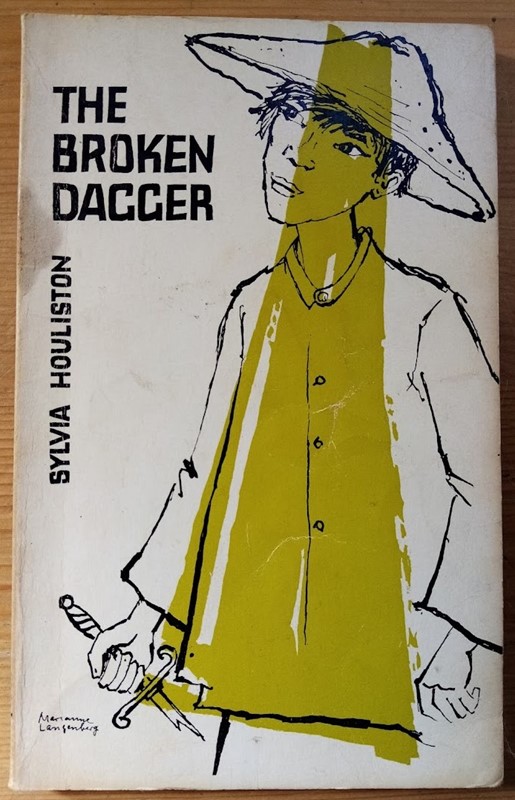 THE
BROKEN
DAGGER
SYLVIA HOULISTON
Marianne
Langenberg